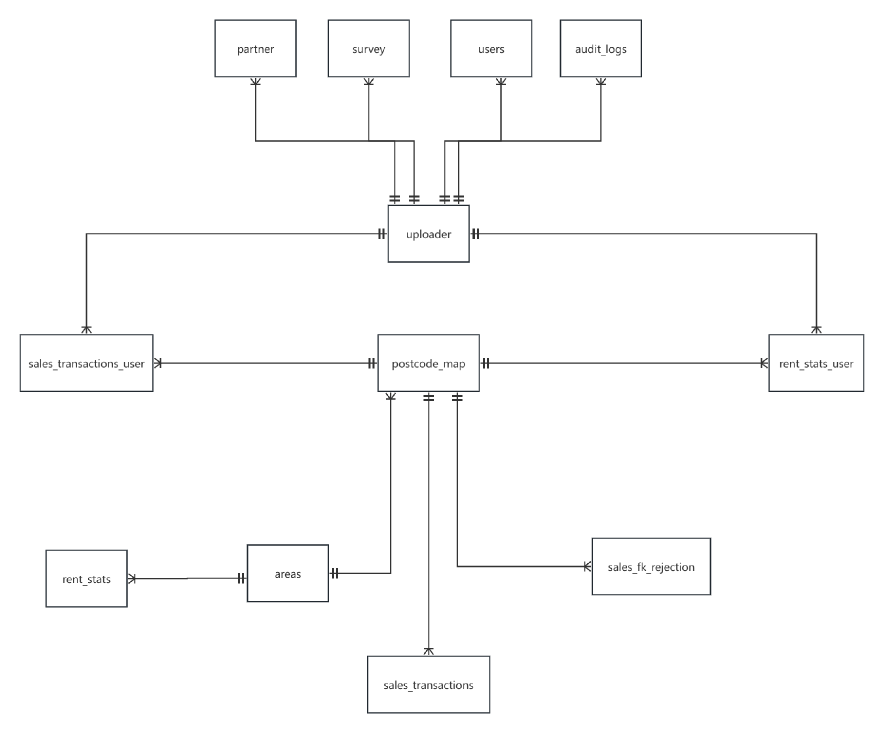 partner
survey
users
audit_logs
uploader
sales_transactions_user
postcode_map
rent_stats_user
rent_stats
areas
sales_fk_rejection
sales_transactions